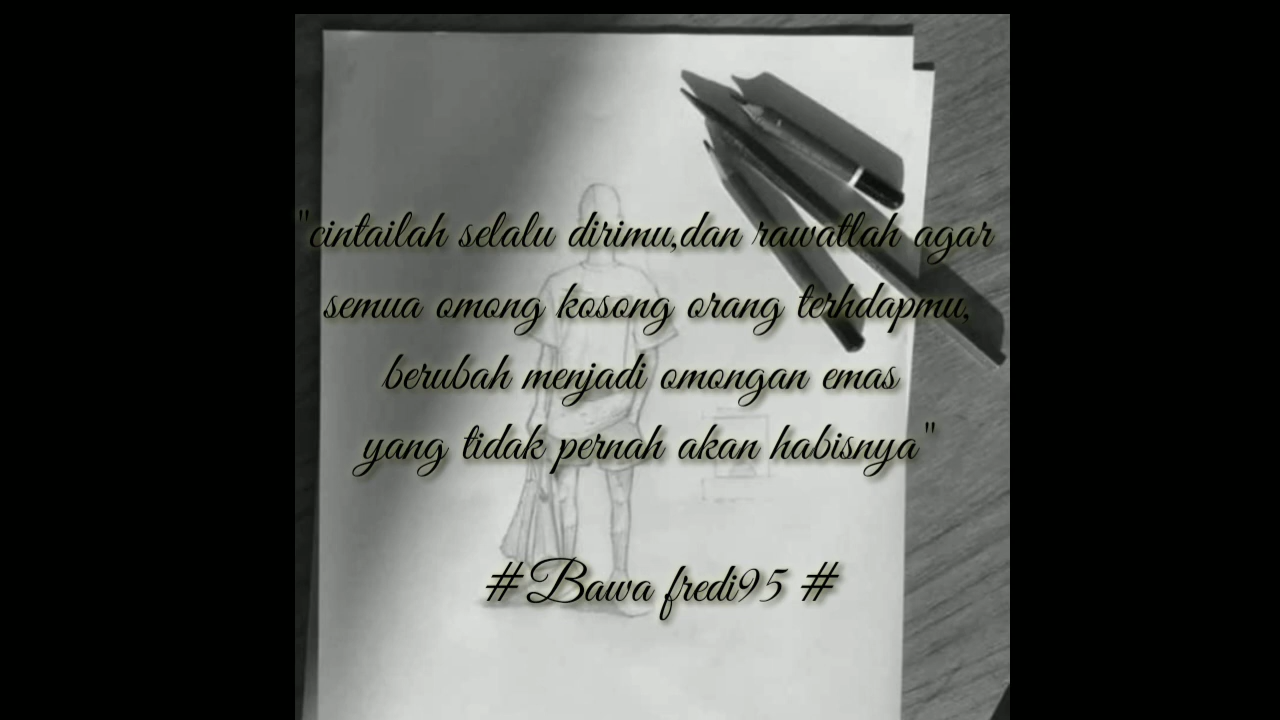 "cintailah selalu dirimu,dan rawatlah agar
semua omong kosong orang terhdapmu,
berubah menjadi omongan emas
yang tidak pernah akan habisnya"
#Bawa fredi95 #